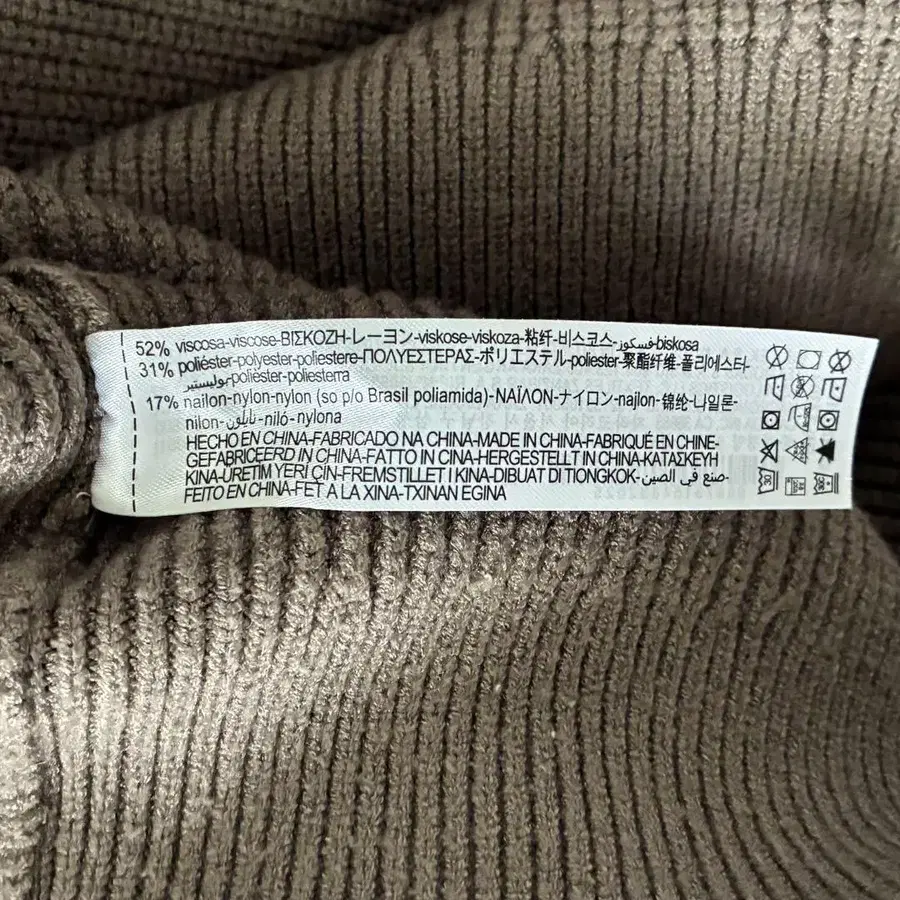 52% viscosa-viscose-ΒΙΣΚΟΖΗ-レーヨン-viskose-viskoza-粘纤-비스코스-فسكوز-biskosa
31% poliéster-polyester-poliestere-ΠΟΛΥΕΣΤΕΡΑΣ-ポリエステル-poliester-聚酯纤维-폴리에스타-
بوليستير-poliëster-poliesterra
17% nailon-nylon-nylon (so p/o Brasil poliamida)-ΝΑΪΛΟΝ-ナイロン-najlon-锦纶-나일론-
nilon-نايلون-niló-nylona
HECHO EN CHINA-FABRICADO NA CHINA-MADE IN CHINA-FABRIQUÉ EN CHINE-
GEFABRICEERD IN CHINA-FATTO IN CINA-HERGESTELLT IN CHINA-ΚΑΤΑΣΚΕΥΗ
ΚΙΝΑ-ÜRETİM YERİ ÇİN-FREMSTILLET I KINA-DIBUAT DI TIONGKOK-صنع في الصين-
FEITO EN CHINA-FET A LA XINA-TXINAN EGINA